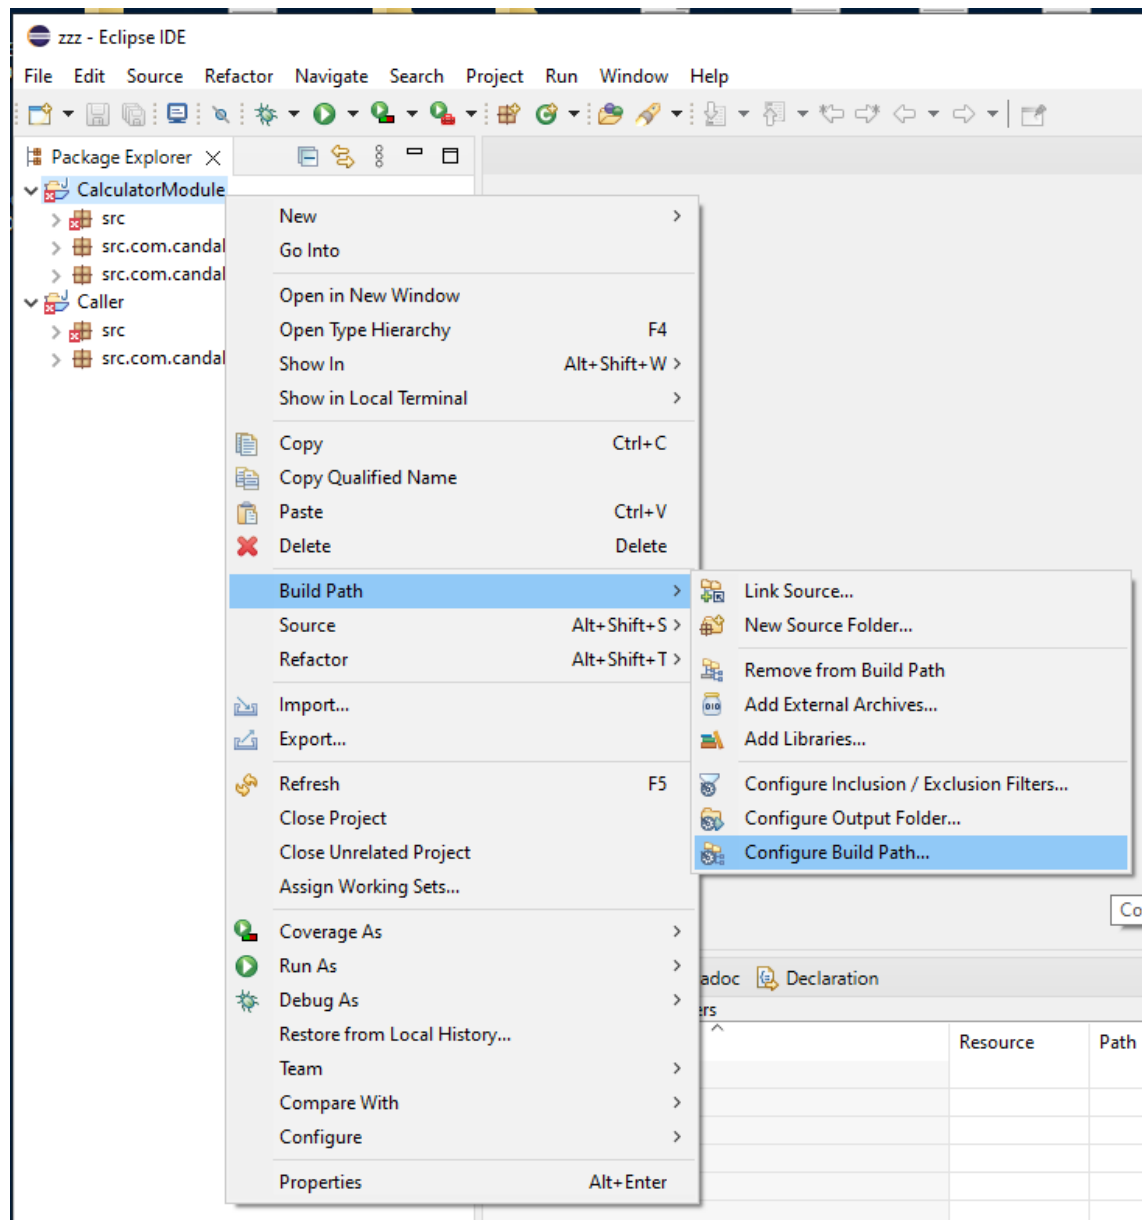 zzz - Eclipse IDE
File Edit Source Refactor Navigate Search Project Run Window Help
Package Explorer
CalculatorModule
src
src.com.candal
src.com.candal
Caller
src
src.com.candal
New
Go Into
Open in New Window
Open Type Hierarchy F4
Show In Alt+Shift+W
Show in Local Terminal
Copy Ctrl+C
Copy Qualified Name
Paste Ctrl+V
Delete Delete
Build Path
Source Alt+Shift+S
Refactor Alt+Shift+T
Import...
Export...
Refresh F5
Close Project
Close Unrelated Project
Assign Working Sets...
Coverage As
Run As
Debug As
Restore from Local History...
Team
Compare With
Configure
Properties Alt+Enter
Link Source...
New Source Folder...
Remove from Build Path
Add External Archives...
Add Libraries...
Configure Inclusion / Exclusion Filters...
Configure Output Folder...
Configure Build Path...
Co
adoc Declaration
ers
Resource Path